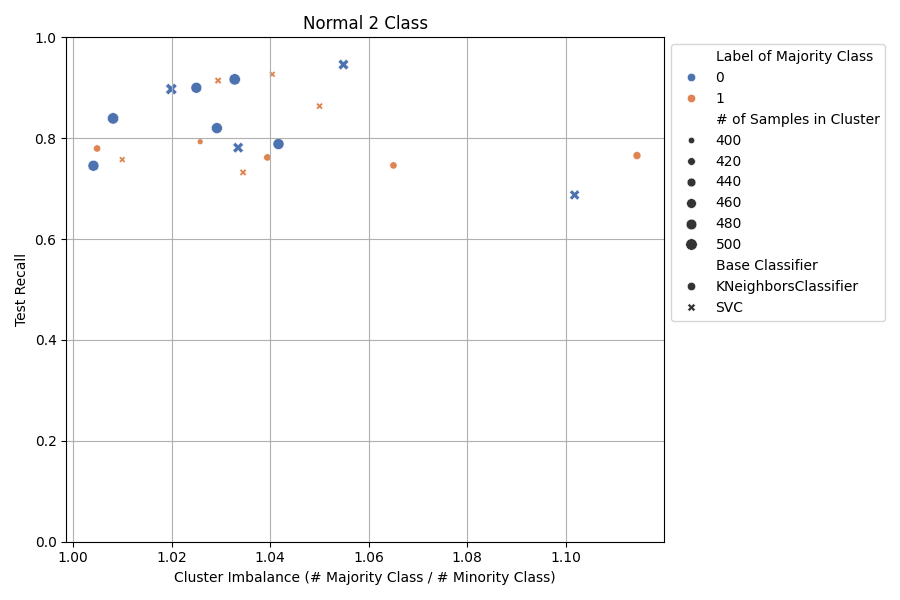 Normal 2 Class
Test Recall
1.0
0.8
0.6
0.4
0.2
0.0
1.00 1.02 1.04 1.06 1.08 1.10
Cluster Imbalance (# Majority Class / # Minority Class)
Label of Majority Class
0
1
# of Samples in Cluster
400
420
440
460
480
500
Base Classifier
KNeighborsClassifier
SVC